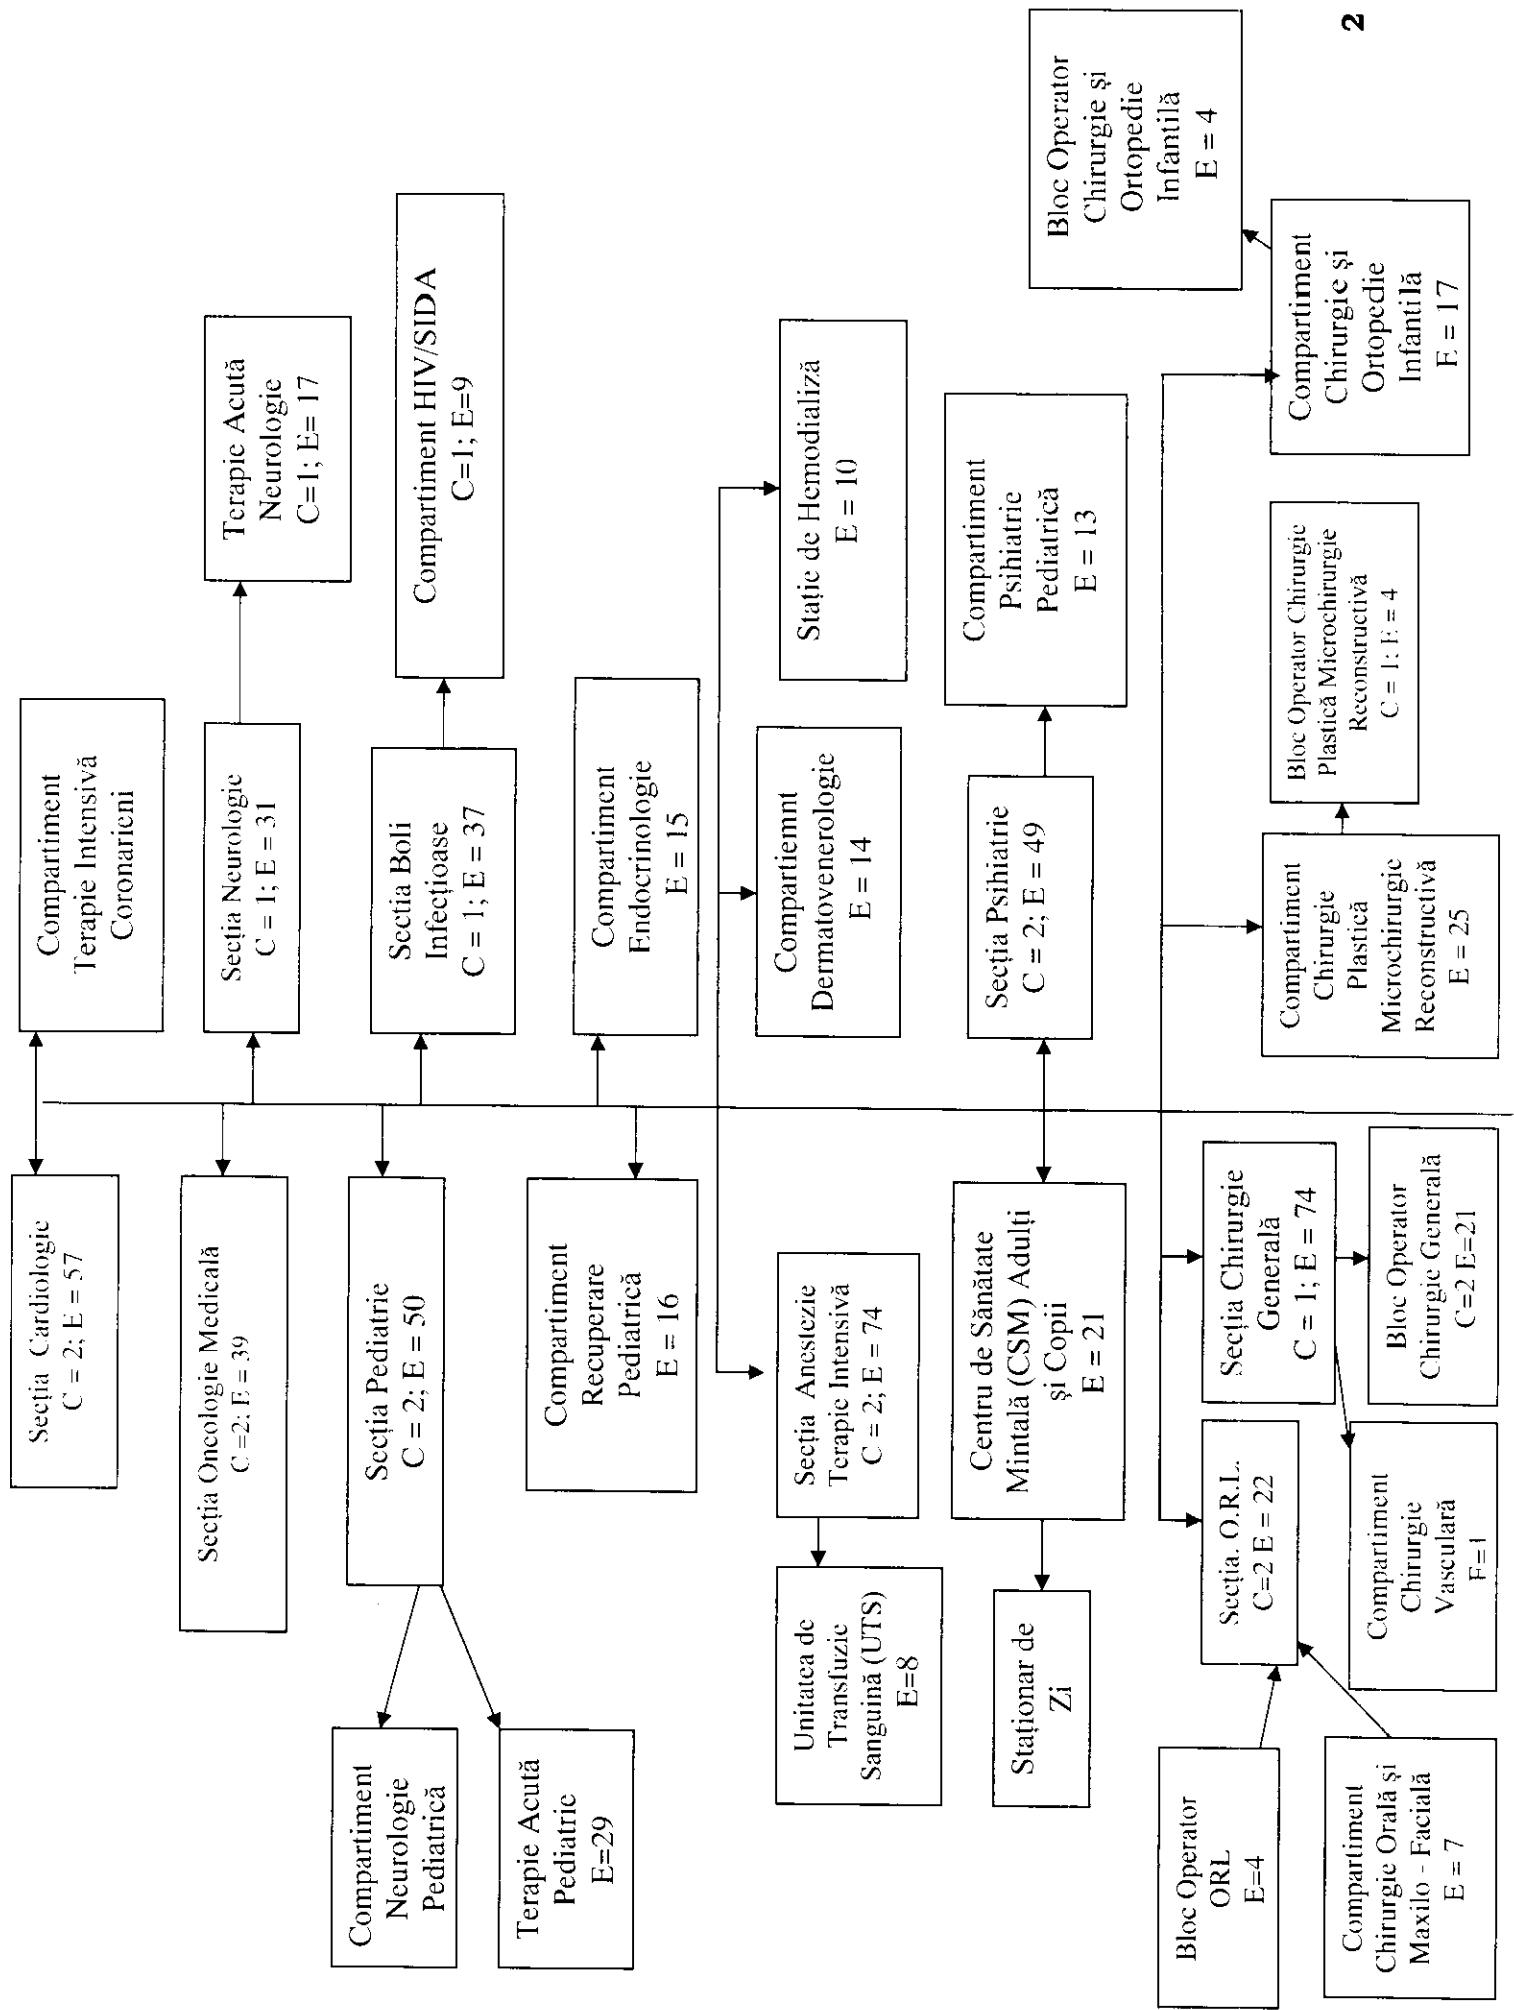 Secția Cardiologie
C = 2; E = 57
Compartiment
Terapie Intensivă
Coronarieni
Secția Oncologie Medicală
C =2; E = 39
Secția Neurologie
C = 1; E = 31
Terapie Acută
Neurologie
C=1; E= 17
Compartiment
Neurologie
Pediatrică
Secția Pediatrie
C = 2; E = 50
Sectia Boli
Infecțioase
C = 1; E = 37
Compartiment HIV/SIDA
C=1; E=9
Terapie Acută
Pediatric
E=29
Compartiment
Recuperare
Pediatrică
E = 16
Compartiment
Endocrinologie
E = 15
Unitatea de
Transfuzie
Sanguină (UTS)
E=8
Secția Anestezie
Terapie Intensivă
C = 2; E = 74
Compartiemnt
Dermatovenerologie
E = 14
Stație de Hemodializă
E = 10
Staționar de
Zi
Centru de Sănătate
Mintală (CSM) Adulți
și Copii
E = 21
Secția Psihiatrie
C = 2; E = 49
Compartiment
Psihiatrie
Pediatrică
E = 13
Bloc Operator
Chirurgie și
Ortopedie
Infantilă
E = 4
Bloc Operator
ORL
E=4
Secția. O.R.L.
C=2 E = 22
Secția Chirurgie
Generală
C = 1; E = 74
Compartiment
Chirurgie
Plastică
Microchirurgie
Reconstructivă
E = 25
Bloc Operator Chirurgie
Plastică Microchirurgie
Reconstructivă
C = 1; E = 4
Compartiment
Chirurgie și
Ortopedie
Infantilă
E = 17
Compartiment
Chirurgie Orală și
Maxilo - Facială
E = 7
Compartiment
Chirurgie
Vasculară
E=1
Bloc Operator
Chirurgie Generală
C=2 E=21
2